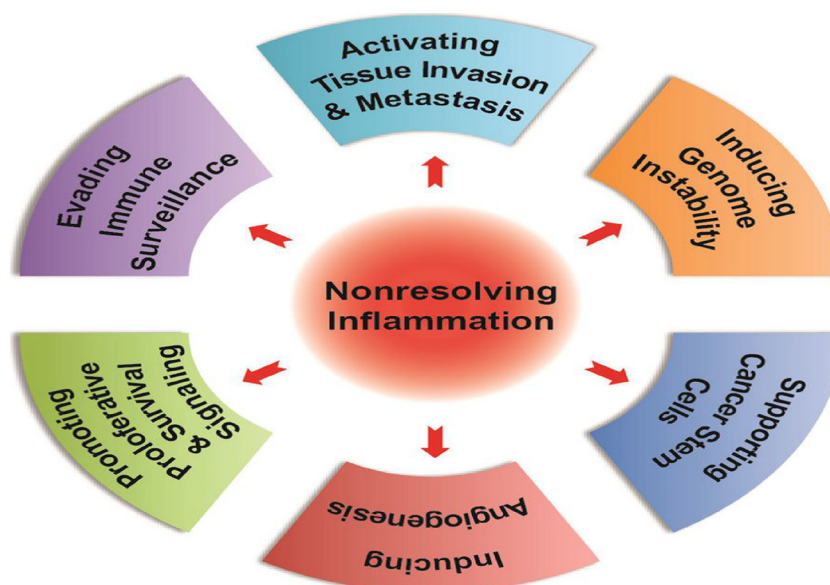 Activating
Tissue Invasion
& Metastasis
Inducing
Genome
Instability
Supporting
Cancer Stem
Cells
Inducing
Angiogenesis
Promoting
Proloferative
& Survival
Signaling
Evading
Immune
Surveillance
Nonresolving
Inflammation